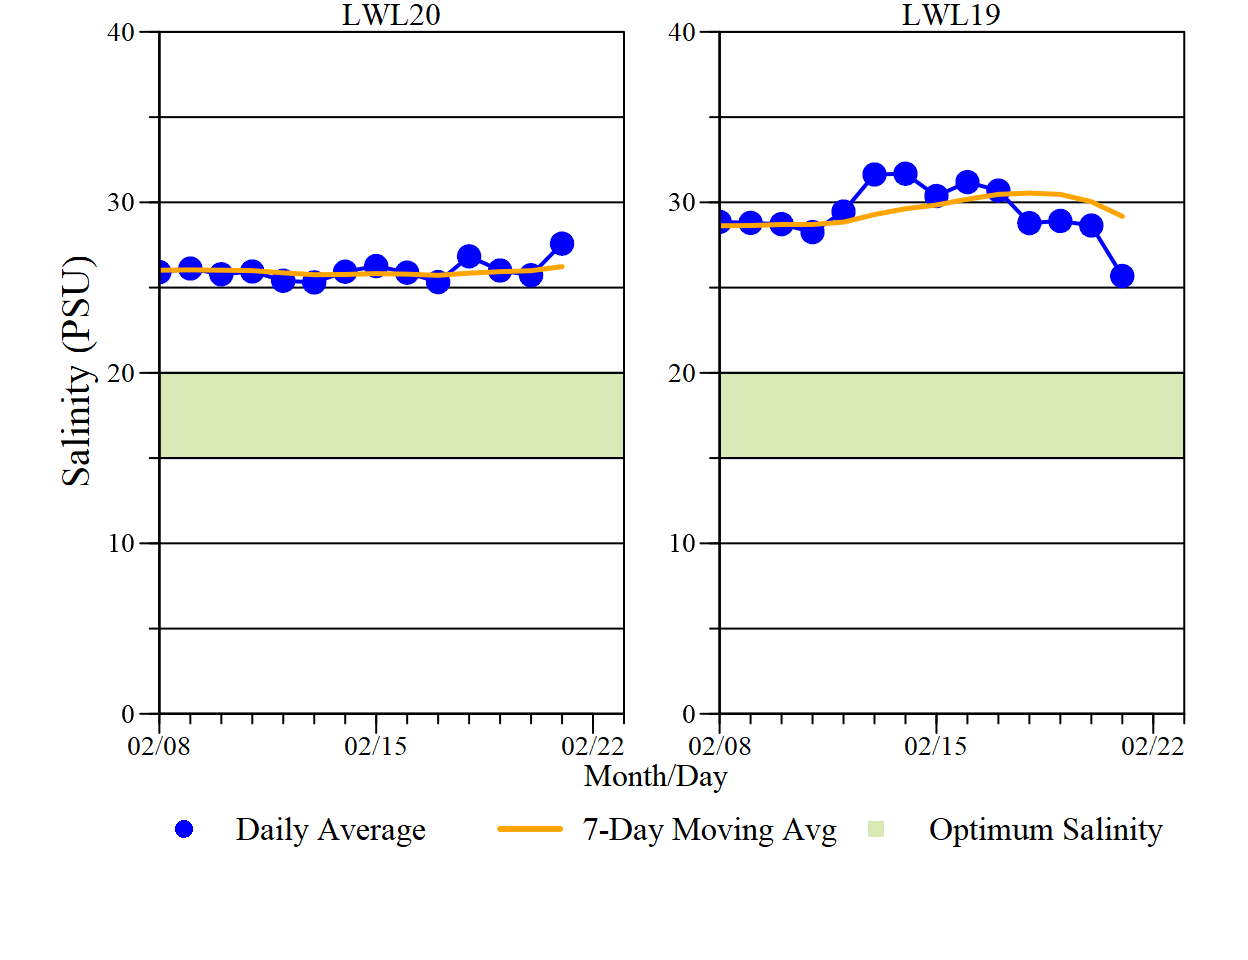 LWL20 LWL19
40 40
30 30
20 20
10 10
0 0
Salinity (PSU)
02/08 02/15 02/22 02/08 02/15 02/22
Month/Day
Daily Average 7-Day Moving Avg Optimum Salinity